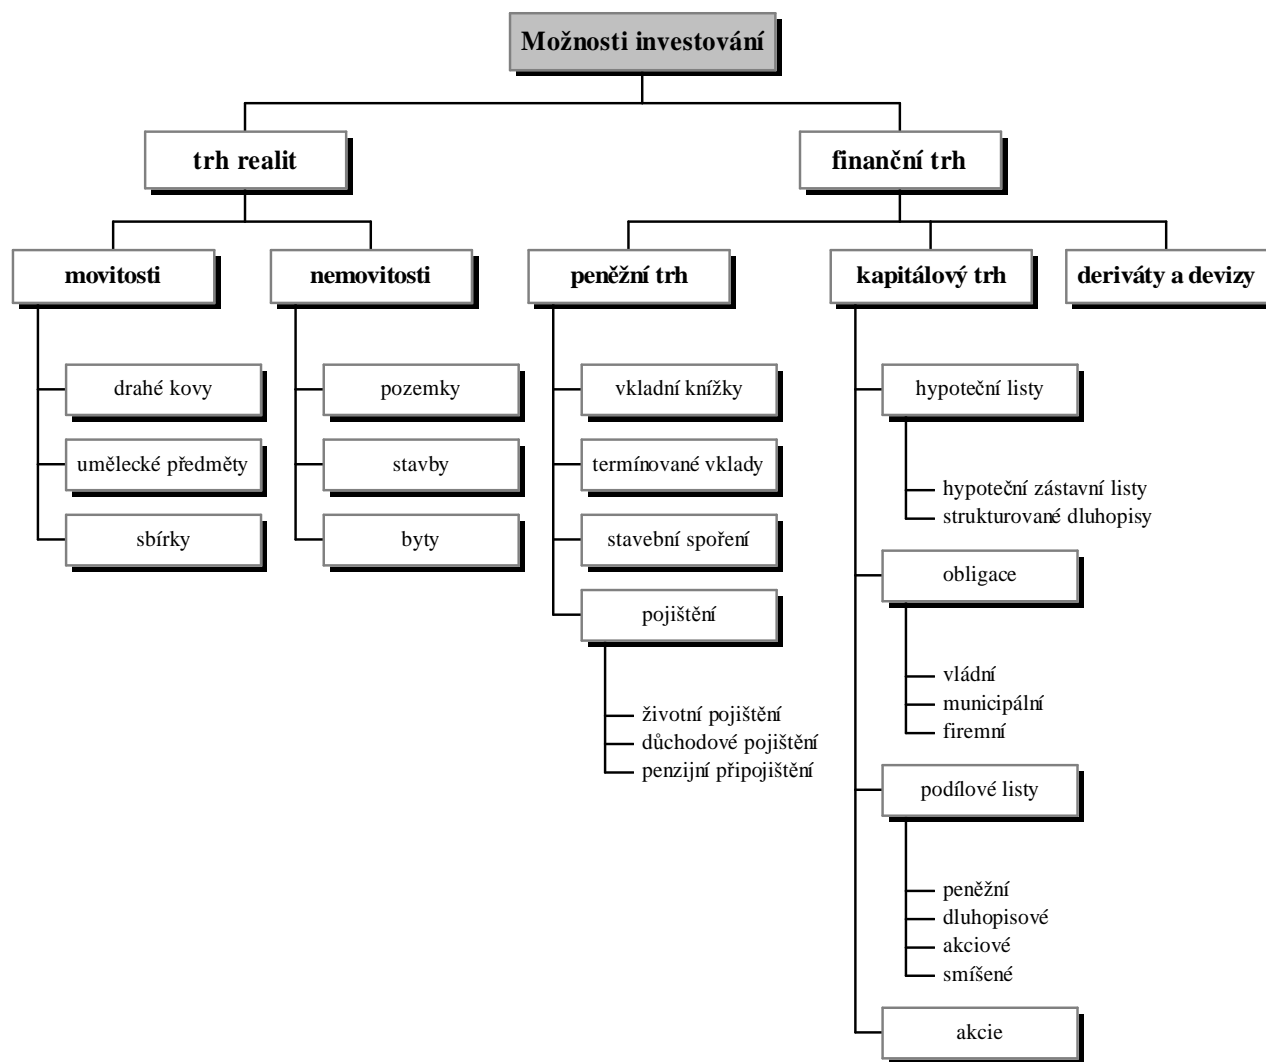 Možnosti investování
trh realit
finanční trh
movitosti
nemovitosti
peněžní trh
kapitálový trh
deriváty a devizy
drahé kovy
umělecké předměty
sbírky
pozemky
stavby
byty
vkladní knížky
termínované vklady
stavební spoření
pojištění
životní pojištění
důchodové pojištění
penzijní připojištění
hypoteční listy
hypoteční zástavní listy
strukturované dluhopisy
obligace
vládní
municipální
firemní
podílové listy
peněžní
dluhopisové
akciové
smíšené
akcie